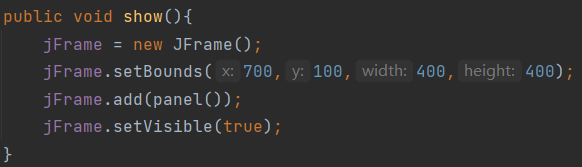 public void show(){
jFrame = new JFrame();
jFrame.setBounds( x: 700, y: 100, width: 400, height: 400);
jFrame.add(panel());
jFrame.setVisible(true);
}